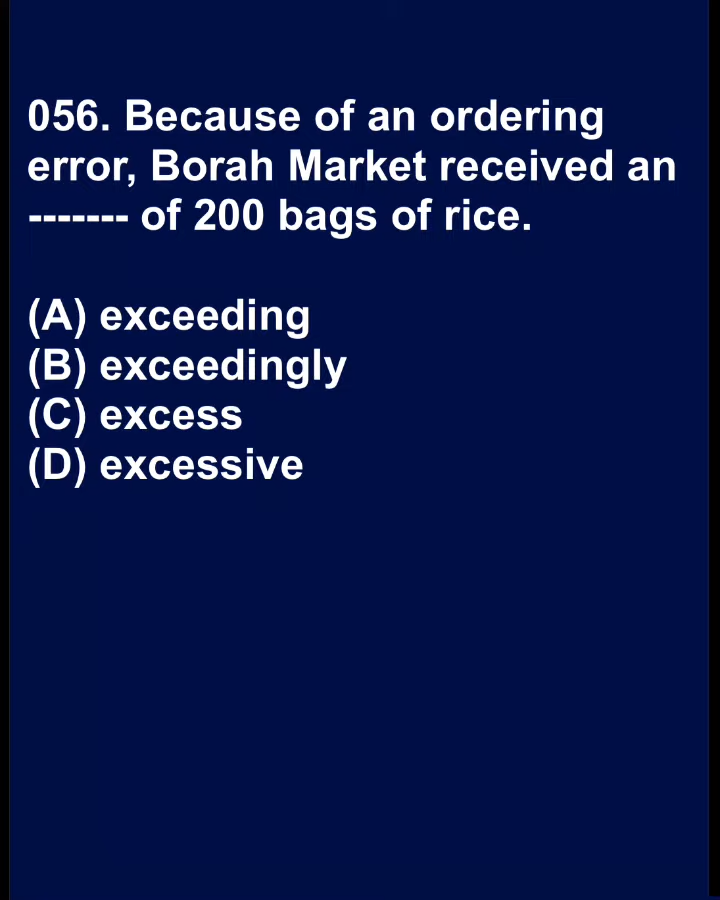 056. Because of an ordering
error, Borah Market received an
------- of 200 bags of rice.
(A) exceeding
(B) exceedingly
(C) excess
(D) excessive